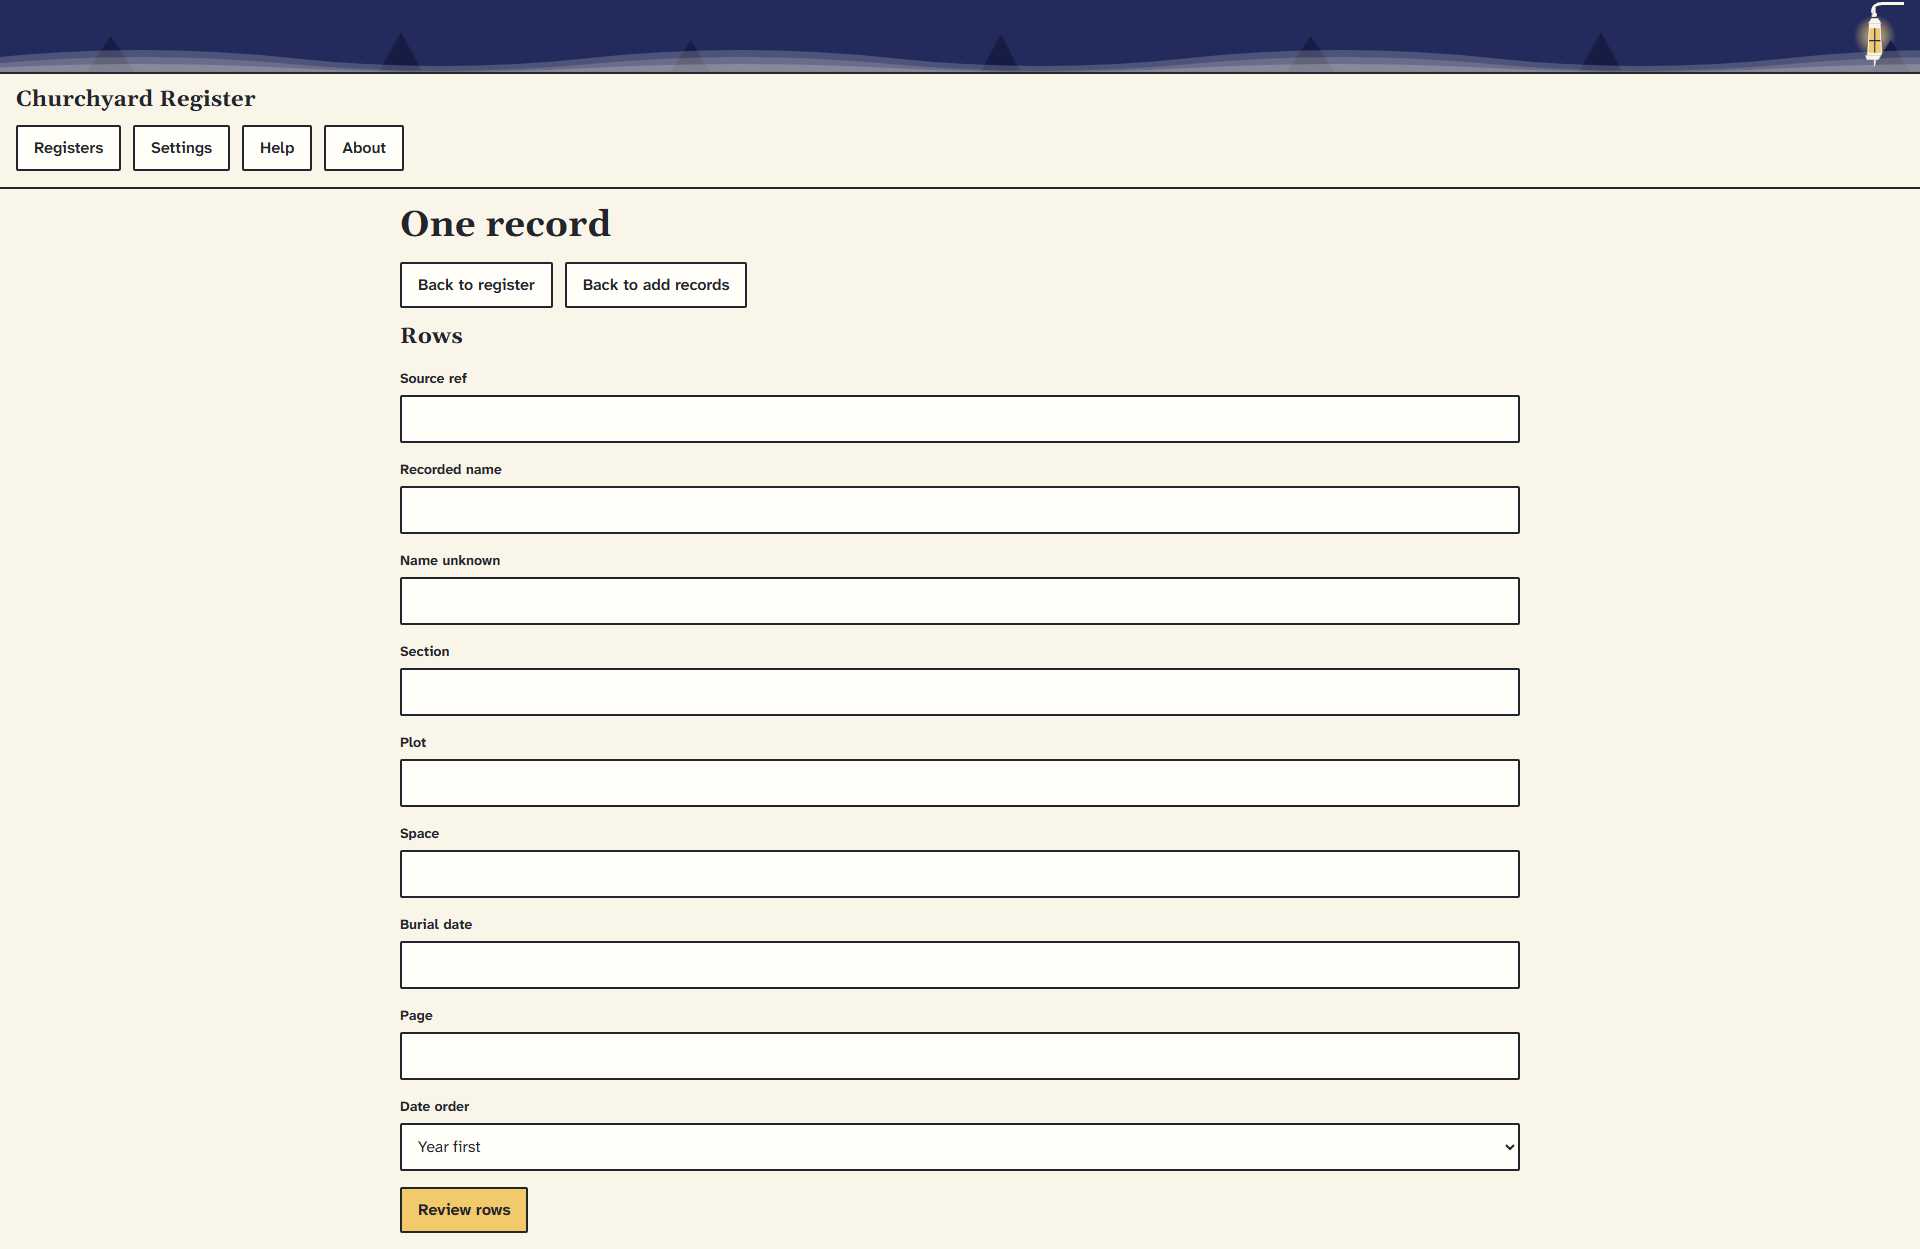 Churchyard Register
Registers Settings Help About
One record
Back to register Back to add records
Rows
Source ref
Recorded name
Name unknown
Section
Plot
Space
Burial date
Page
Date order
Year first
Review rows